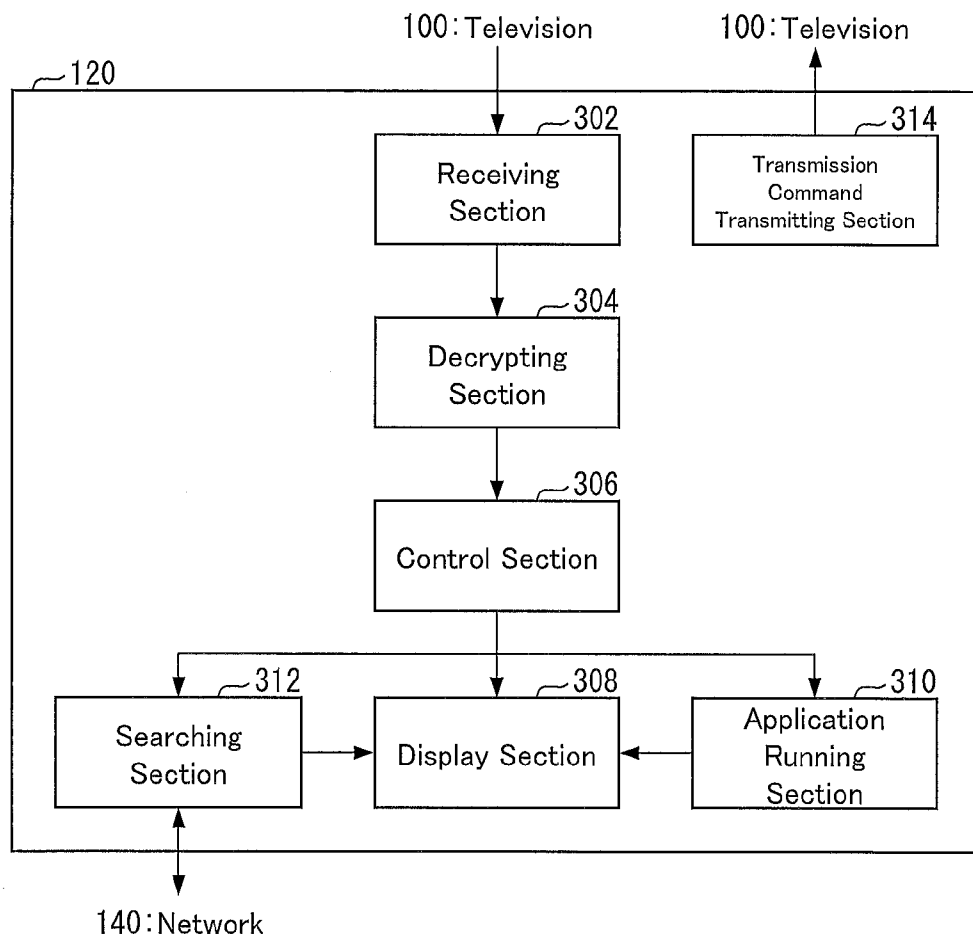 100:Television
100:Television
120
302
314
Receiving
Section
Transmission
Command
Transmitting Section
304
Decrypting
Section
306
Control Section
312
308
310
Searching
Section
Display Section
Application
Running
Section
140:Network